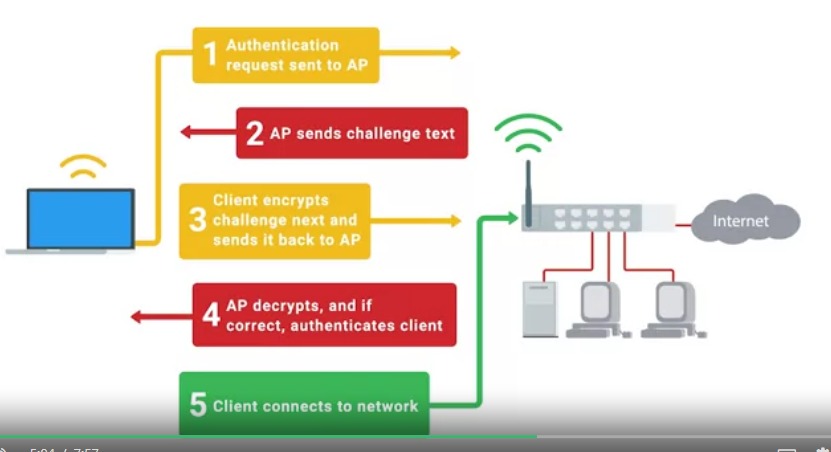 1 Authentication
request sent to AP
2 AP sends challenge text
3 Client encrypts
challenge next and
sends it back to AP
4 AP decrypts, and if
correct, authenticates client
5 Client connects to network
Internet
5:04 / 7:57